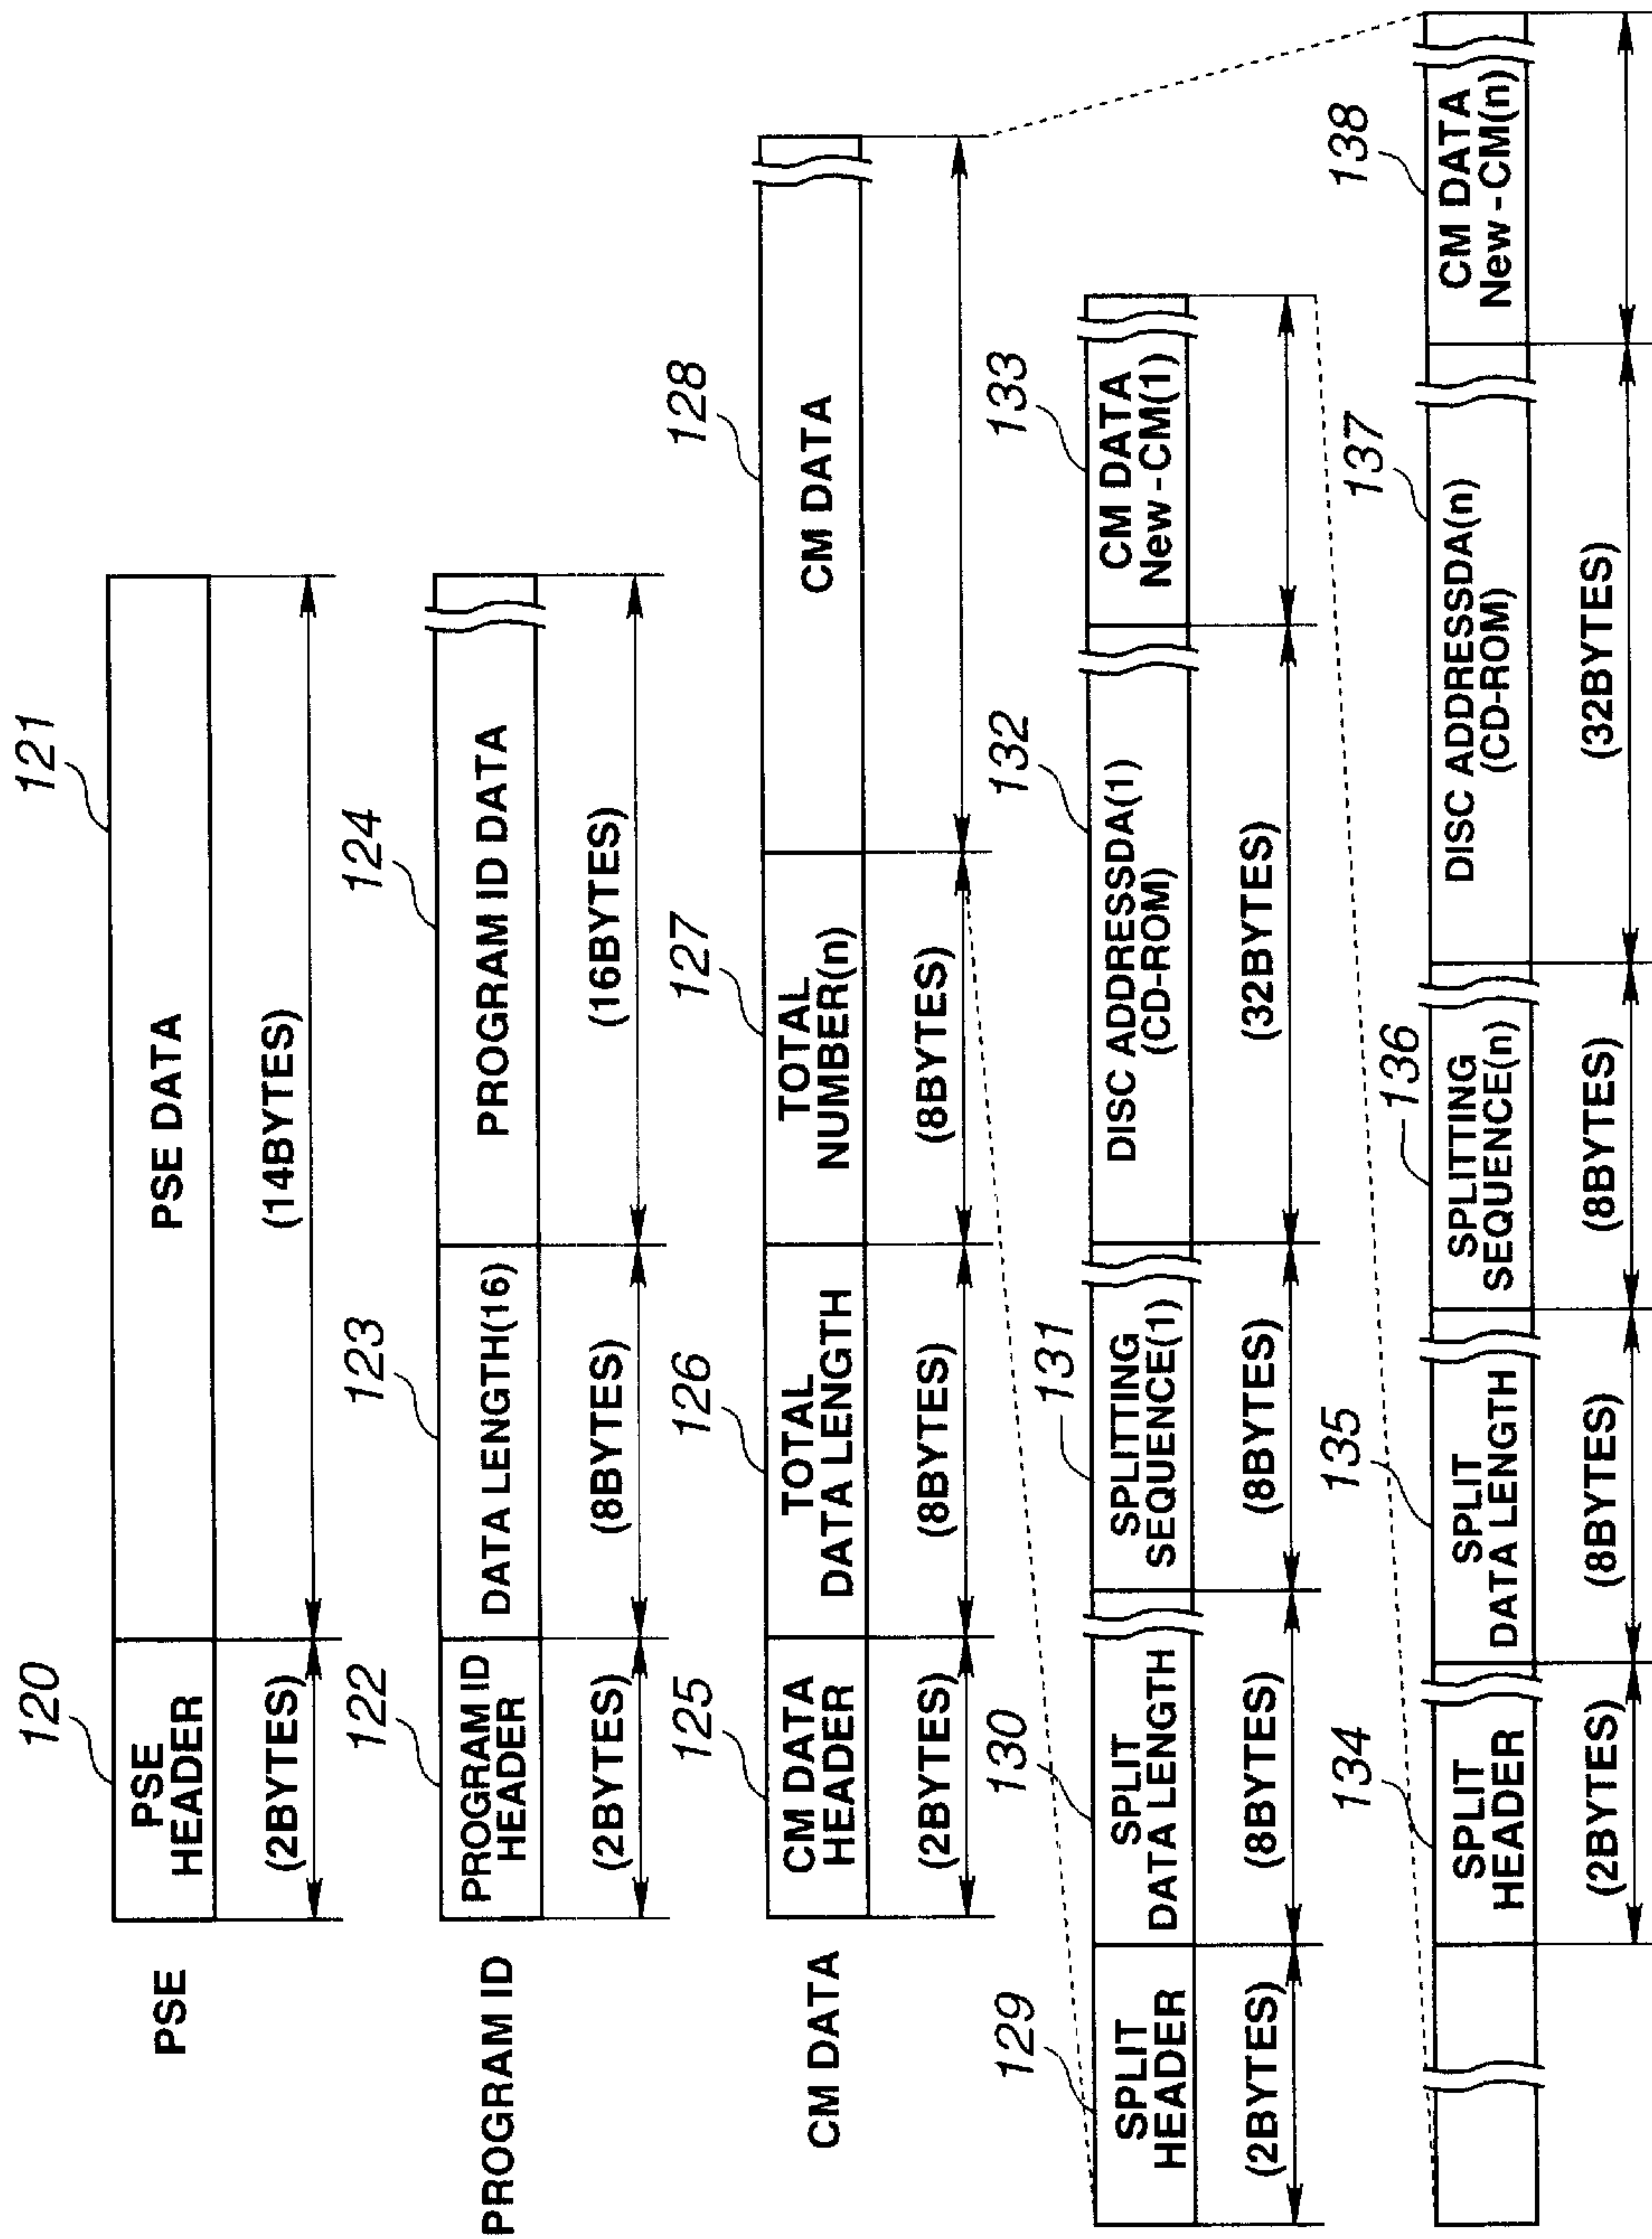 120
121
PSE
PSE
HEADER
PSE DATA
(2BYTES)
(14BYTES)
122
123
124
PROGRAM ID
PROGRAM ID
HEADER
DATA LENGTH(16)
PROGRAM ID DATA
(2BYTES)
(8BYTES)
(16BYTES)
125
126
127
128
CM DATA
CM DATA
HEADER
TOTAL
DATA LENGTH
TOTAL
NUMBER(n)
CM DATA
(2BYTES)
(8BYTES)
(8BYTES)
129
130
131
132
133
SPLIT
HEADER
SPLIT
DATA LENGTH
SPLITTING
SEQUENCE(1)
DISC ADDRESSDA(1)
(CD-ROM)
CM DATA
New-CM(1)
(2BYTES)
(8BYTES)
(8BYTES)
(32BYTES)
134
135
136
137
138
SPLIT
HEADER
SPLIT
DATA LENGTH
SPLITTING
SEQUENCE(n)
DISC ADDRESSDA(n)
(CD-ROM)
CM DATA
New-CM(n)
(2BYTES)
(8BYTES)
(8BYTES)
(32BYTES)